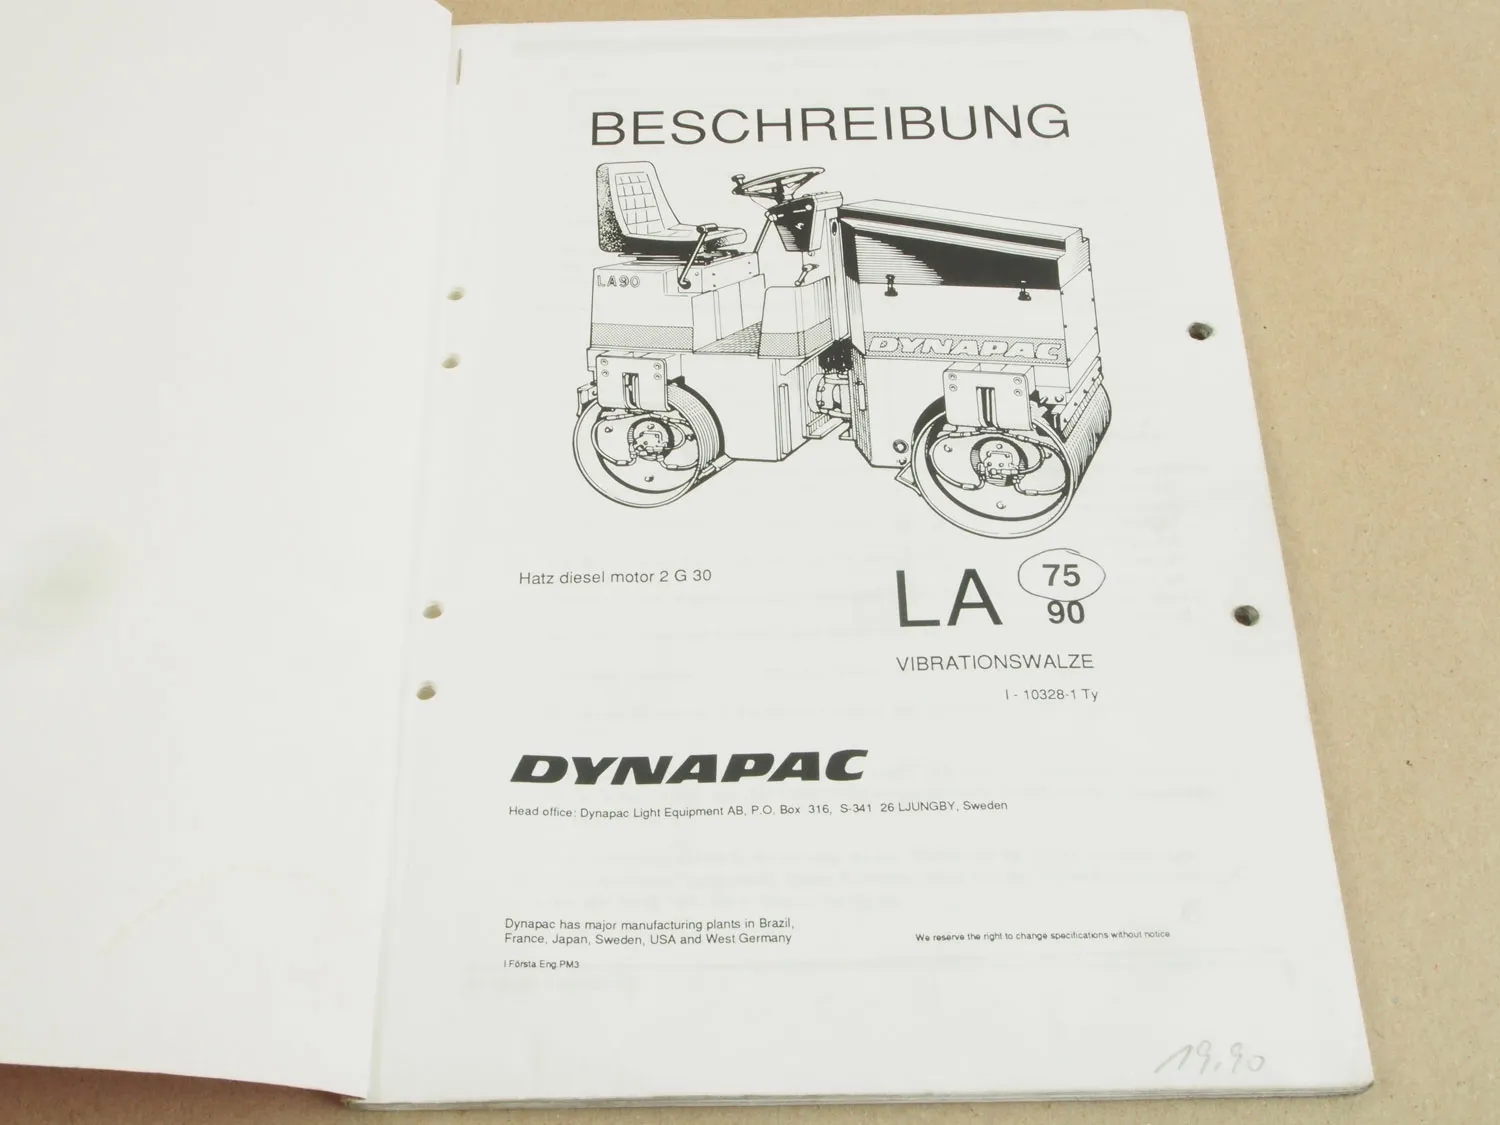 BESCHREIBUNG
LA90
DYNAPAC
Hatz diesel motor 2 G 30
LA 75
90
VIBRATIONSWALZE
I - 10328-1 Ty
DYNAPAC
Head office: Dynapac Light Equipment AB, P.O. Box 316, S-341 26 LJUNGBY, Sweden
Dynapac has major manufacturing plants in Brazil,
France, Japan, Sweden, USA and West Germany
We reserve the right to change specifications without notice
I Första Eng.PM3
19,90